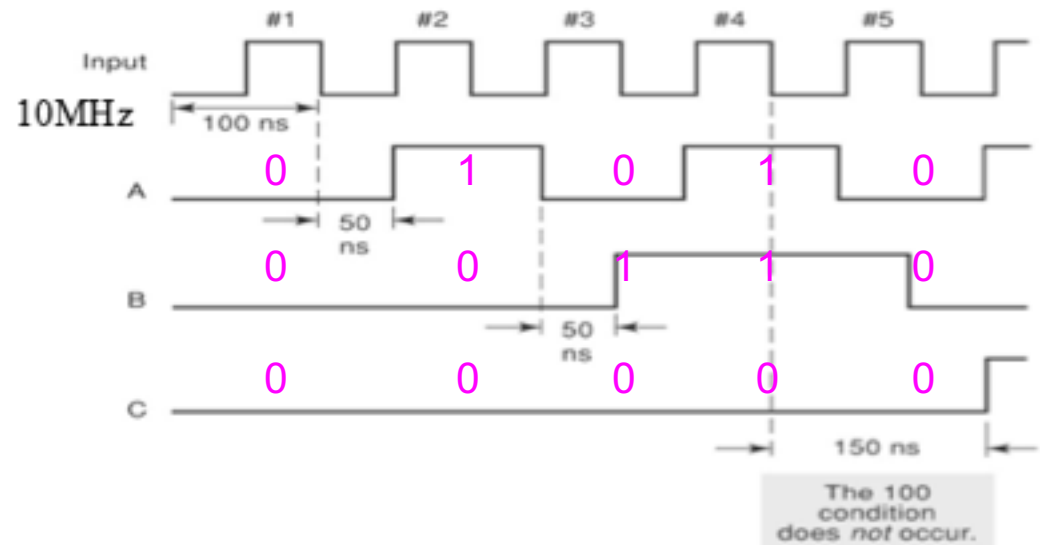 #1 #2 #3 #4 #5
Input
10MHz
100 ns
0 1 0 1 0
A
50
ns
0 0 1 1 0
B
50
ns
0 0 0 0 0
C
150 ns
The 100
condition
does not occur.